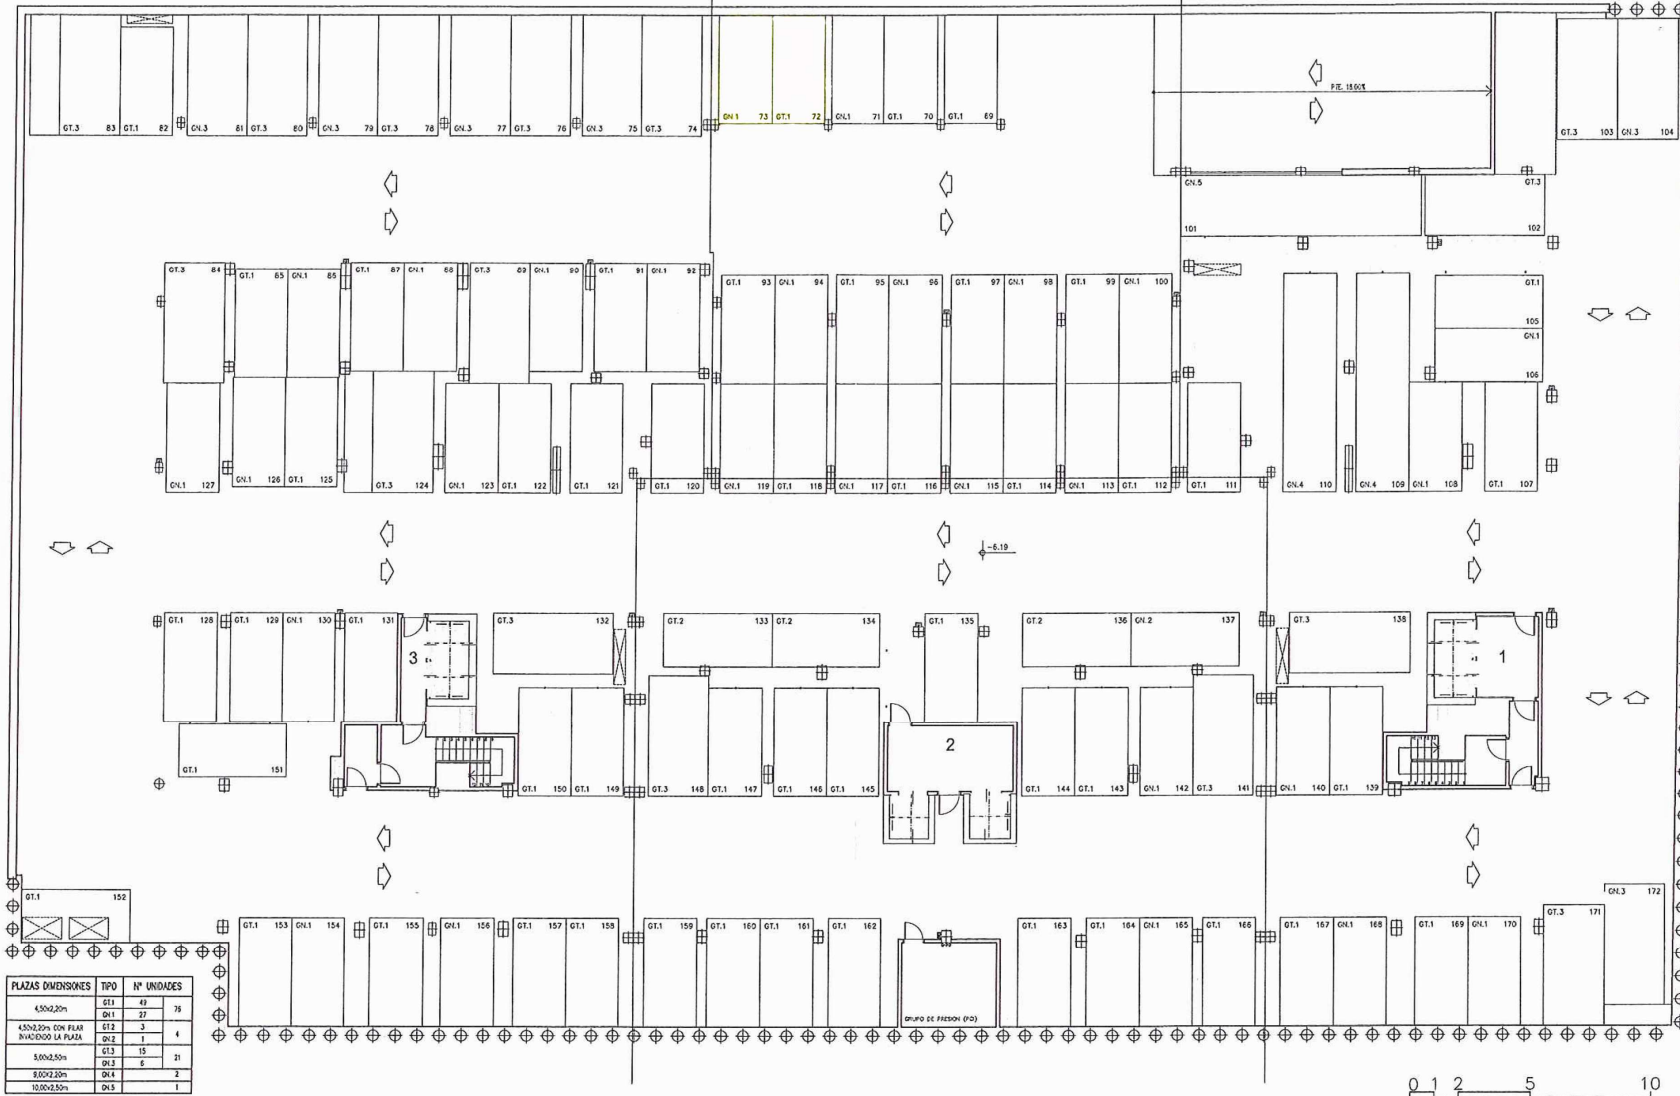 GT.3 83 GT.1 82 GN.3 81 GT.3 80 GN.3 79 GT.3 78 GN.3 77 GT.3 76 GN.3 75 GT.3 74 GN.1 73 GT.1 72 GN.1 71 GT.1 70 GT.1 69
PTE. 18.00%
GT.3 103 GN.3 104
GN.5 GT.3
101 102
GT.3 84 GT.1 85 GN.1 86 GT.1 87 GN.1 88 GT.3 89 GN.1 90 GT.1 91 GN.1 92 GT.1 93 GN.1 94 GT.1 95 GN.1 96 GT.1 97 GN.1 98 GT.1 99 GN.1 100
GT.1
105
GN.1
106
GN.1 127 GN.1 126 GT.1 125 GT.3 124 GN.1 123 GT.1 122 GT.1 121 GT.1 120 GN.1 119 GT.1 118 GN.1 117 GT.1 116 GN.1 115 GT.1 114 GN.1 113 GT.1 112 GT.1 111 GN.4 110 GN.4 109 GN.1 108 GT.1 107
-6.19
GT.1 128 GT.1 129 GN.1 130 GT.1 131 GT.3 132 GT.2 133 GT.2 134 GT.1 135 GT.2 136 GN.2 137 GT.3 138
3 1
2
GT.1 151
GT.1 150 GT.1 149 GT.3 148 GT.1 147 GT.1 146 GT.1 145 GT.1 144 GT.1 143 GN.1 142 GT.3 141 GN.1 140 GT.1 139
GT.1 152
GN.3 172
GT.3 171
GT.1 153 GN.1 154 GT.1 155 GN.1 156 GT.1 157 GT.1 158 GT.1 159 GT.1 160 GT.1 161 GT.1 162 GT.1 163 GT.1 164 GN.1 165 GT.1 166 GT.1 167 GN.1 168 GT.1 169 GN.1 170
GRUPO DE PRESION (PCI)
PLAZAS DIMENSIONES TIPO Nº UNIDADES
4,50x2,20m GT.1 49 76
GN.1 27
4,50x2,20m CON PILAR INVADIENDO LA PLAZA GT.2 3 4
GN.2 1
5,00x2,50m GT.3 15 21
GN.3 6
9,00x2,20m GN.4 2
10,00x2,50m GN.5 1
0 1 2 5 10